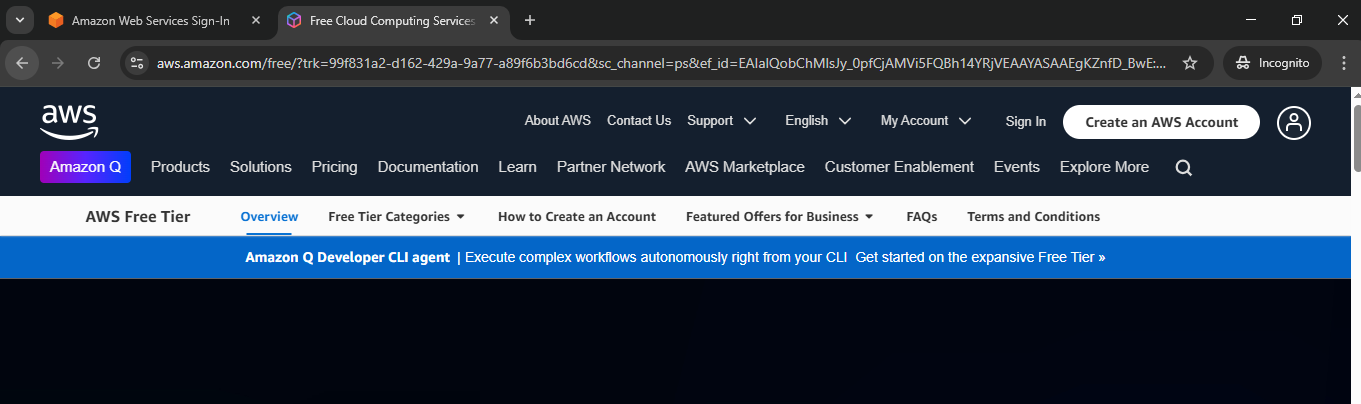 Amazon Web Services Sign-In
Free Cloud Computing Services
aws.amazon.com/free/?trk=99f831a2-d162-429a-9a77-a89f6b3bd6cd&sc_channel=ps&ef_id=EAIaIQobChMIsJy_0pfCjAMVi5FQBh14YRjVEAAYASAAEgKZnfD_BwE:...
Incognito
aws
About AWS Contact Us Support English My Account Sign In Create an AWS Account
Amazon Q Products Solutions Pricing Documentation Learn Partner Network AWS Marketplace Customer Enablement Events Explore More
AWS Free Tier Overview Free Tier Categories How to Create an Account Featured Offers for Business FAQs Terms and Conditions
Amazon Q Developer CLI agent | Execute complex workflows autonomously right from your CLI Get started on the expansive Free Tier »